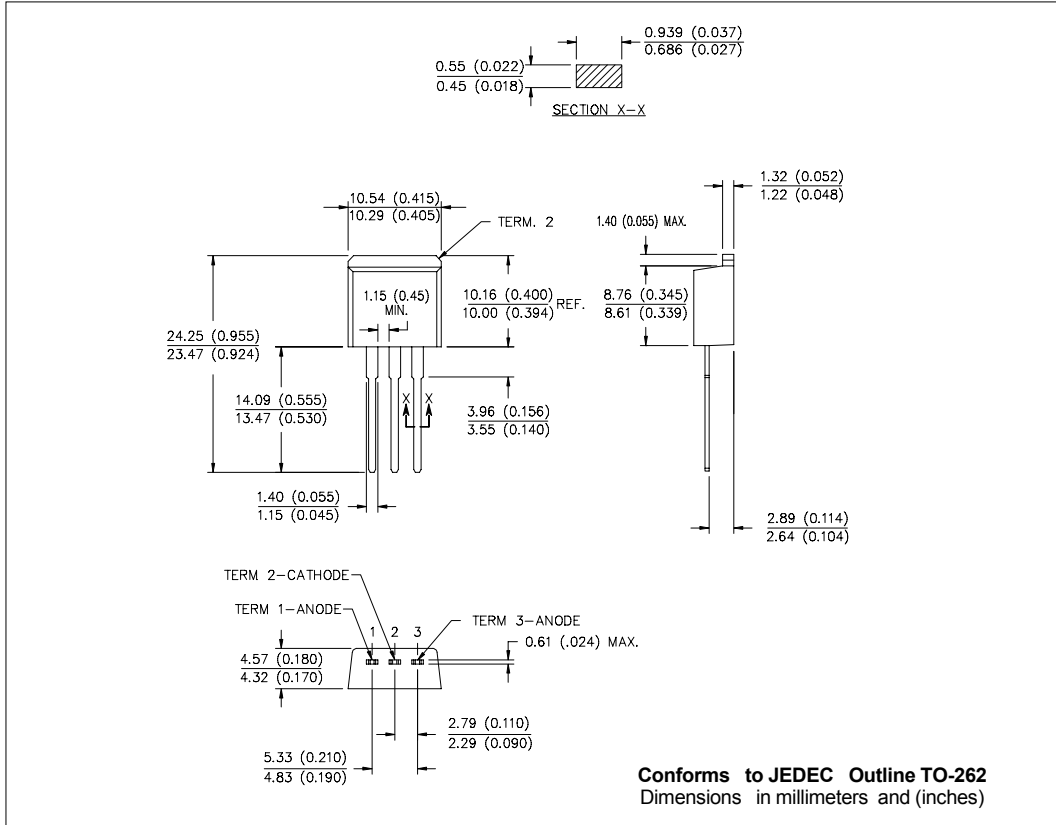 0.939 (0.037)
0.686 (0.027)
0.55 (0.022)
0.45 (0.018)
SECTION X-X
1.32 (0.052)
1.22 (0.048)
10.54 (0.415)
10.29 (0.405)
TERM. 2
1.40 (0.055) MAX.
1.15 (0.45)
MIN.
10.16 (0.400)
10.00 (0.394)
REF.
8.76 (0.345)
8.61 (0.339)
24.25 (0.955)
23.47 (0.924)
14.09 (0.555)
13.47 (0.530)
X X
3.96 (0.156)
3.55 (0.140)
1.40 (0.055)
1.15 (0.045)
2.89 (0.114)
2.64 (0.104)
TERM 2-CATHODE
TERM 1-ANODE
TERM 3-ANODE
1 2 3
0.61 (.024) MAX.
4.57 (0.180)
4.32 (0.170)
2.79 (0.110)
2.29 (0.090)
5.33 (0.210)
4.83 (0.190)
Conforms to JEDEC Outline TO-262
Dimensions in millimeters and (inches)